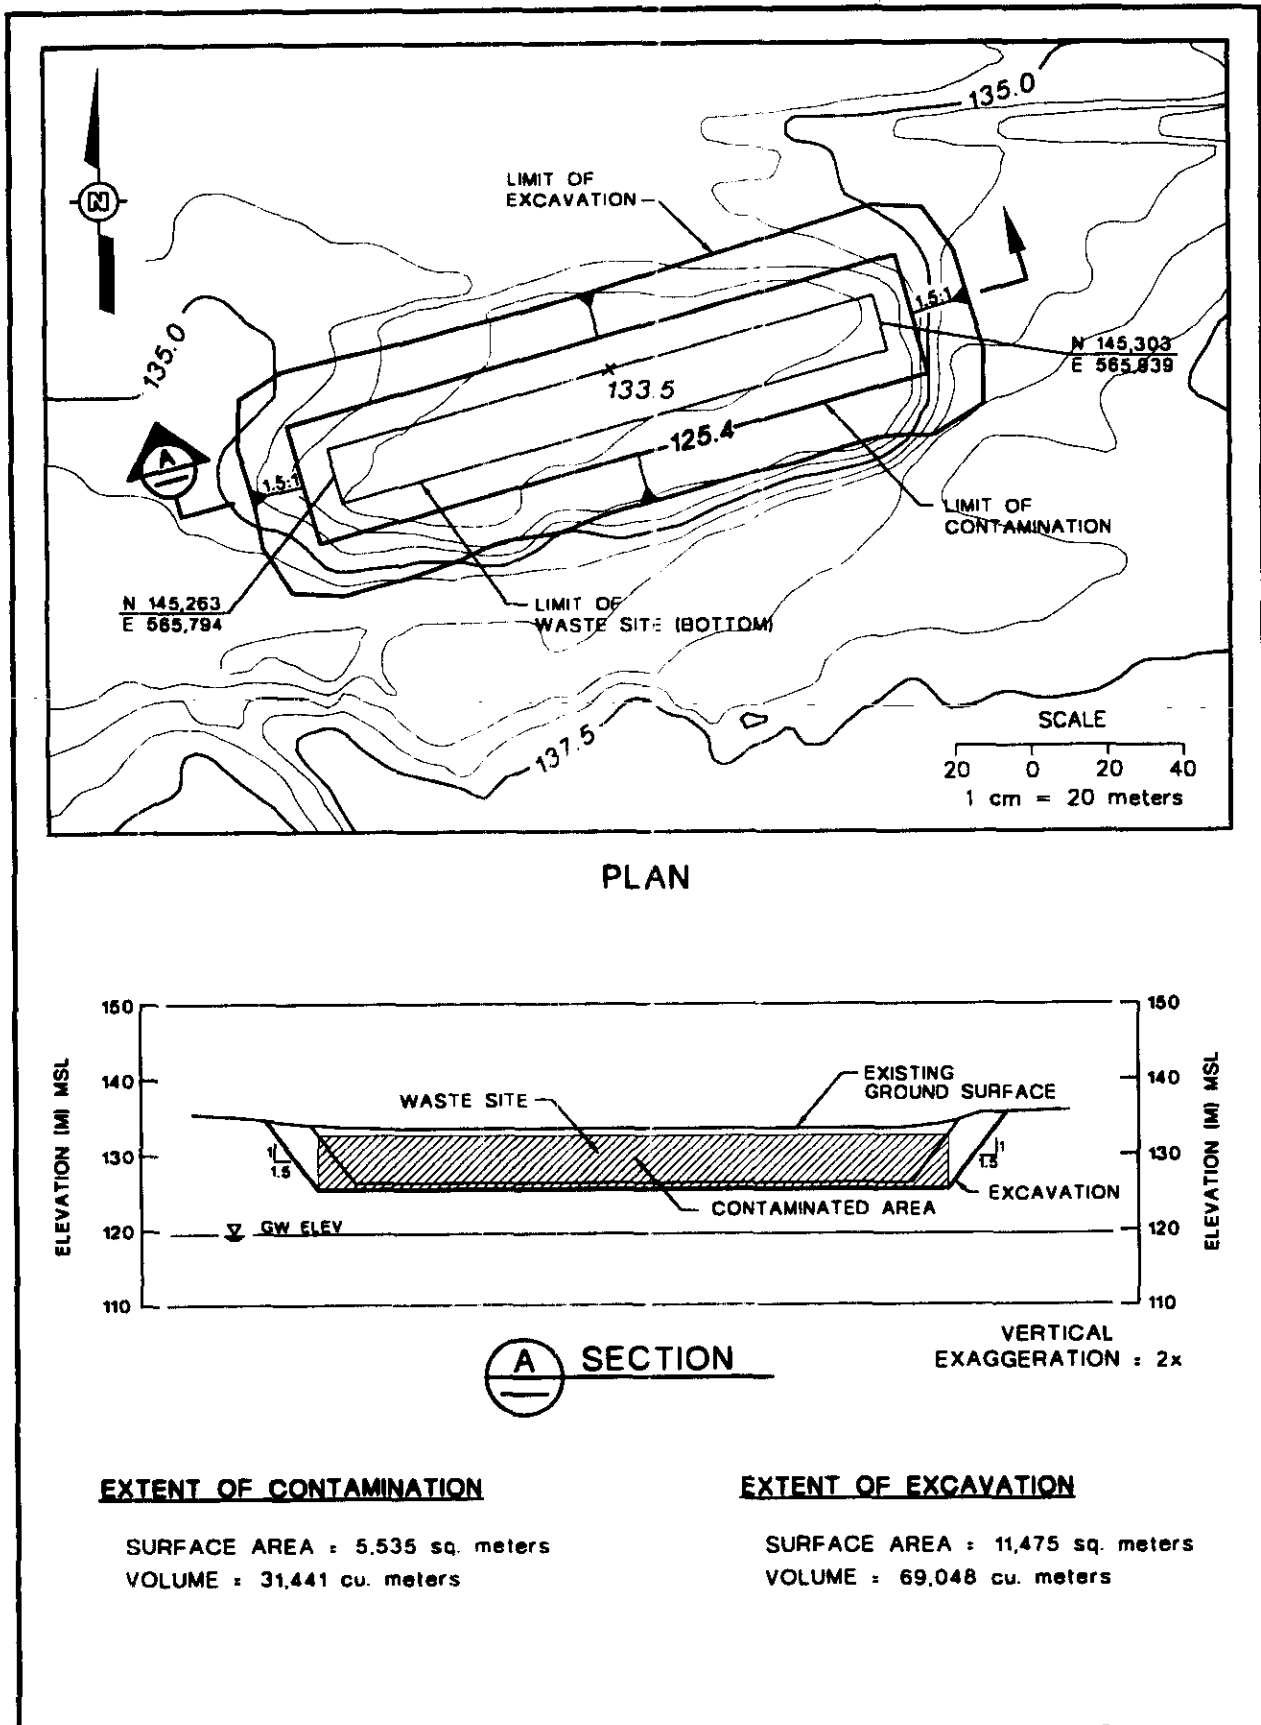 135.0
LIMIT OF
EXCAVATION
N
1.5:1
135.0
N 145,303
E 565,939
133.5
125.4
A
1.5:1
LIMIT OF
CONTAMINATION
N 145,263
E 565,794
LIMIT OF
WASTE SITE (BOTTOM)
137.5
SCALE
20 0 20 40
1 cm = 20 meters
PLAN
150
150
ELEVATION (M) MSL
ELEVATION (M) MSL
140
140
EXISTING
GROUND SURFACE
WASTE SITE
130
130
1
1.5
1
1.5
EXCAVATION
CONTAMINATED AREA
120
GW ELEV
120
110
110
A SECTION
VERTICAL
EXAGGERATION : 2x
EXTENT OF CONTAMINATION
EXTENT OF EXCAVATION
SURFACE AREA : 5,535 sq. meters
VOLUME : 31,441 cu. meters
SURFACE AREA : 11,475 sq. meters
VOLUME : 69,048 cu. meters